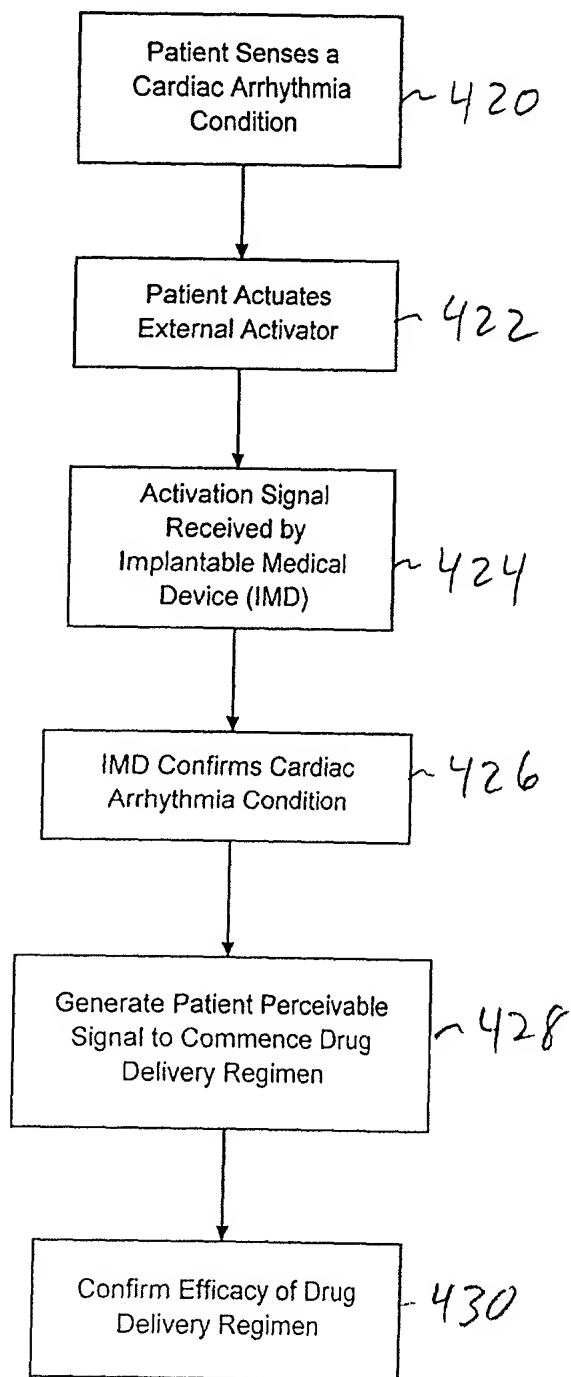 Patient Senses a
Cardiac Arrhythmia
Condition
420
Patient Actuates
External Activator
422
Activation Signal
Received by
Implantable Medical
Device (IMD)
424
IMD Confirms Cardiac
Arrhythmia Condition
426
Generate Patient Perceivable
Signal to Commence Drug
Delivery Regimen
428
Confirm Efficacy of Drug
Delivery Regimen
430